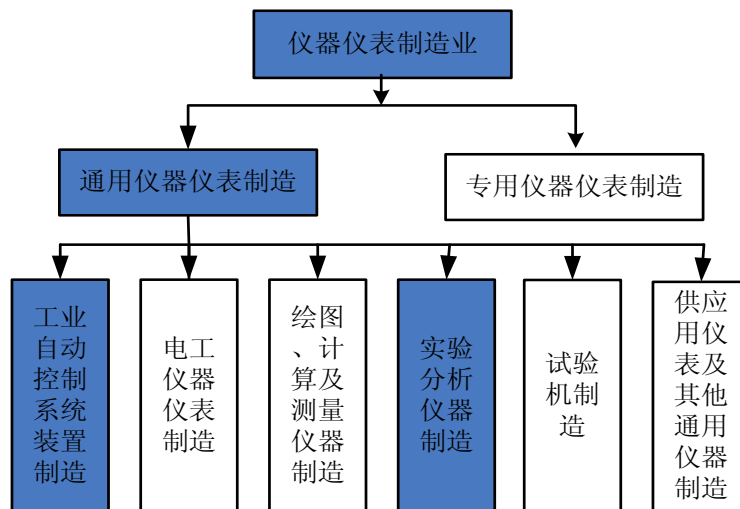 仪器仪表制造业
通用仪器仪表制造
专用仪器仪表制造
工业
自动
控制
系统
装置
制造
电工
仪器
仪表
制造
绘图
、计
算及
测量
仪器
制造
实验
分析
仪器
制造
试验
机制
造
供应
用仪
表及
其他
通用
仪器
制造